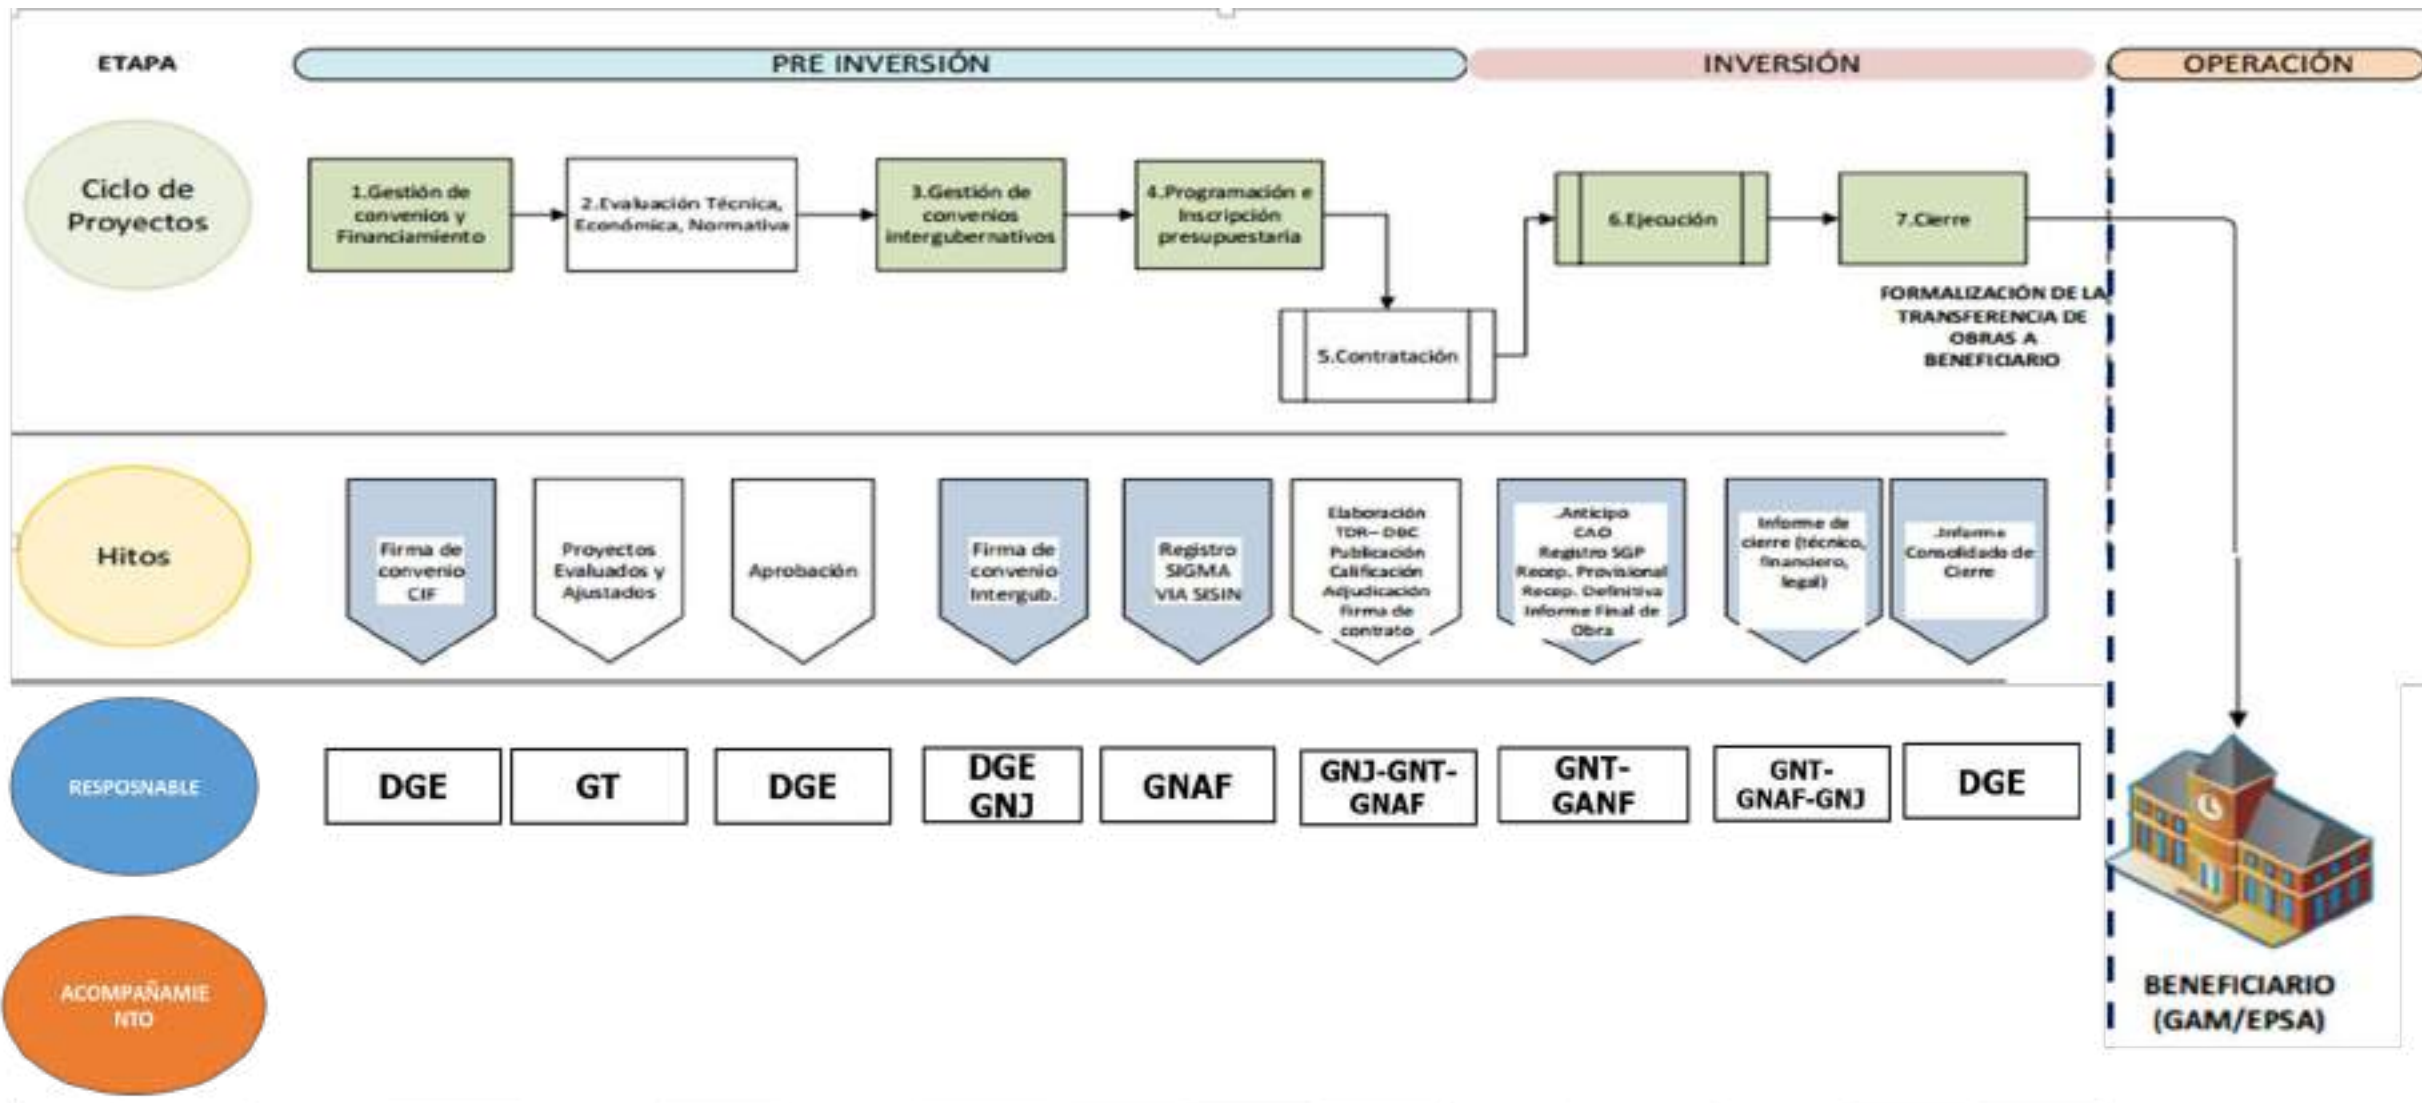 ETAPA
PRE INVERSIÓN
INVERSIÓN
OPERACIÓN
Ciclo de
Proyectos
1.Gestión de
convenios y
Financiamiento
2.Evaluación Técnica,
Económica, Normativa
3.Gestión de
convenios
intergubernativos
4.Programación e
Inscripción
presupuestaria
5.Contratación
6.Ejecución
7.Cierre
FORMALIZACIÓN DE LA
TRANSFERENCIA DE
OBRAS A
BENEFICIARIO
Hitos
Firma de
convenio
CIF
Proyectos
Evaluados y
Ajustados
Aprobación
Firma de
convenio
Intergub.
Registro
SIGMA
VIA SISIN
Elaboración
TDR– DBC
Publicación
Calificación
Adjudicación
firma de
contrato
.Anticipo
CAO
Registro SGP
Recep. Provisional
Recep. Definitiva
Informe Final de
Obra
Informe de
cierre (técnico,
financiero,
legal)
.Informe
Consolidado de
Cierre
RESPOSNABLE
DGE
GT
DGE
DGE
GNJ
GNAF
GNJ-GNT-
GNAF
GNT-
GANF
GNT-
GNAF-GNJ
DGE
ACOMPAÑAMIE
NTO
BENEFICIARIO
(GAM/EPSA)